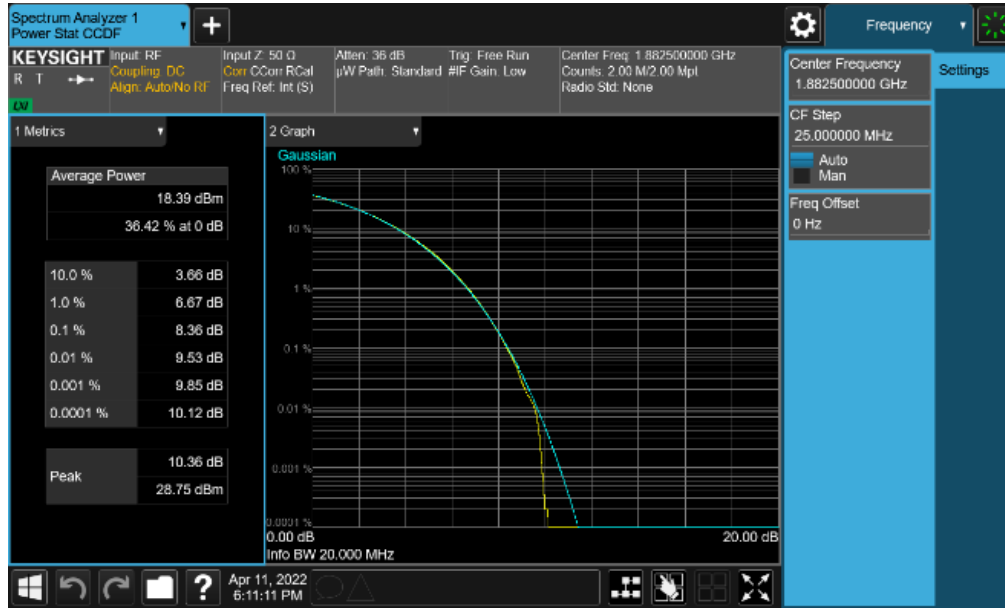 Spectrum Analyzer 1
Power Stat CCDF
Frequency
KEYSIGHT
R T
LXI
Input: RF
Coupling: DC
Align: Auto/No RF
Input Z: 50 Ω
Corr CCorr RCal
Freq Ref: Int (S)
Atten: 36 dB
µW Path: Standard
Trig: Free Run
#IF Gain: Low
Center Freq: 1.882500000 GHz
Counts: 2.00 M/2.00 Mpt
Radio Std: None
Center Frequency
1.882500000 GHz
Settings
CF Step
25.000000 MHz
Auto
Man
Freq Offset
0 Hz
1 Metrics
Average Power
18.39 dBm
36.42 % at 0 dB
10.0 % 3.66 dB
1.0 % 6.67 dB
0.1 % 8.36 dB
0.01 % 9.53 dB
0.001 % 9.85 dB
0.0001 % 10.12 dB
Peak
10.36 dB
28.75 dBm
2 Graph
Gaussian
100 %
10 %
1 %
0.1 %
0.01 %
0.001 %
0.0001 %
0.00 dB
20.00 dB
Info BW 20.000 MHz
?
Apr 11, 2022
6:11:11 PM